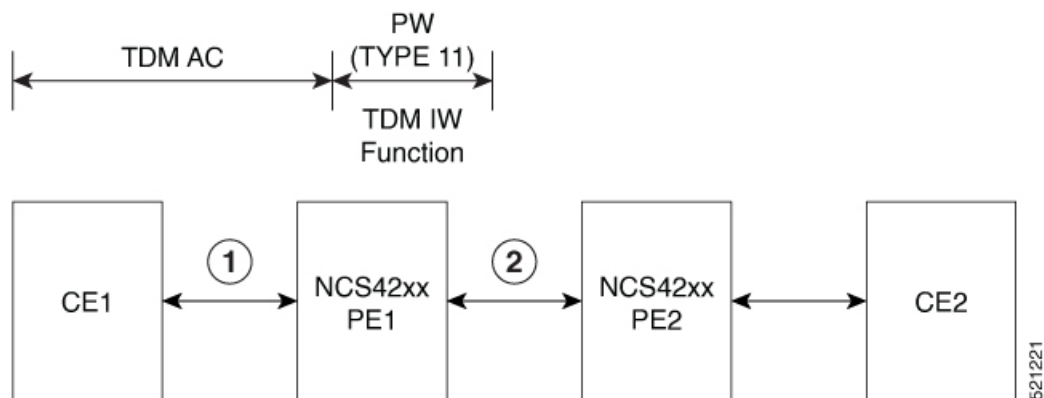 TDM AC
PW
(TYPE 11)
TDM IW
Function
1
2
CE1
NCS42xx
PE1
NCS42xx
PE2
CE2
521221